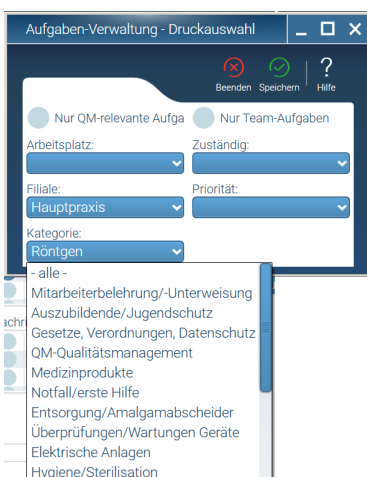 Aufgaben-Verwaltung - Druckauswahl
Beenden Speichern Hilfe
Nur QM-relevante Aufga Nur Team-Aufgaben
Arbeitsplatz: Zuständig:
Filiale: Priorität:
Hauptpraxis
Kategorie:
Röntgen
- alle -
Mitarbeiterbelehrung/-Unterweisung
Auszubildende/Jugendschutz
achri
Gesetze, Verordnungen, Datenschutz
QM-Qualitätsmanagement
Medizinprodukte
Notfall/erste Hilfe
Entsorgung/Amalgamabscheider
Überprüfungen/Wartungen Geräte
Elektrische Anlagen
Hygiene/Sterilisation